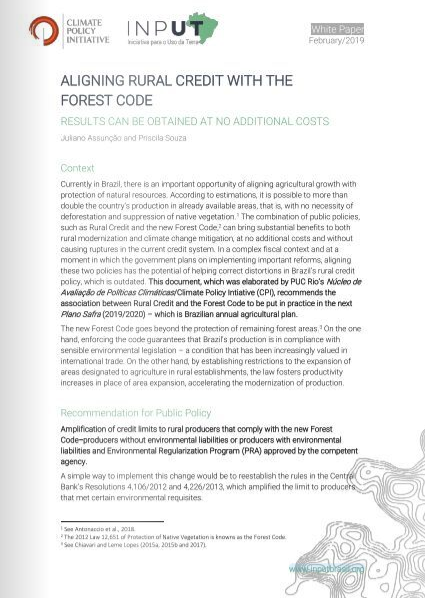 CLIMATE
POLICY
INITIATIVE
INPUT
Iniciativa para o Uso da Terra
White Paper
February/2019
ALIGNING RURAL CREDIT WITH THE
FOREST CODE
RESULTS CAN BE OBTAINED AT NO ADDITIONAL COSTS
Juliano Assunção and Priscila Souza
Context
Currently in Brazil, there is an important opportunity of aligning agricultural growth with
protection of natural resources. According to estimations, it is possible to more than
double the country's production in already available areas, that is, with no necessity of
deforestation and suppression of native vegetation.¹ The combination of public policies,
such as Rural Credit and the new Forest Code,² can bring substantial benefits to both
rural modernization and climate change mitigation, at no additional costs and without
causing ruptures in the current credit system. In a complex fiscal context and at a
moment in which the government plans on implementing important reforms, aligning
these two policies has the potential of helping correct distortions in Brazil's rural credit
policy, which is outdated. This document, which was elaborated by PUC Rio's Núcleo de
Avaliação de Políticas Climáticas/Climate Policy Intiative (CPI), recommends the
association between Rural Credit and the Forest Code to be put in practice in the next
Plano Safra (2019/2020) – which is Brazilian annual agricultural plan.
The new Forest Code goes beyond the protection of remaining forest areas.³ On the one
hand, enforcing the code guarantees that Brazil's production is in compliance with
sensible environmental legislation – a condition that has been increasingly valued in
international trade. On the other hand, by establishing restrictions to the expansion of
areas designated to agriculture in rural establishments, the law fosters productivity
increases in place of area expansion, accelerating the modernization of production.
Recommendation for Public Policy
Amplification of credit limits to rural producers that comply with the new Forest
Code–producers without environmental liabilities or producers with environmental
liabilities and Environmental Regularization Program (PRA) approved by the competent
agency.
A simple way to implement this change would be to reestablish the rules in the Central
Bank's Resolutions 4,106/2012 and 4,226/2013, which amplified the limit to producers
that met certain environmental requisites.
¹ See Antonaccio et al., 2018.
² The 2012 Law 12,651 of Protection of Native Vegetation is knowns as the Forest Code.
³ See Chiavari and Leme Lopes (2015a, 2015b and 2017).
www.inputbrasil.org